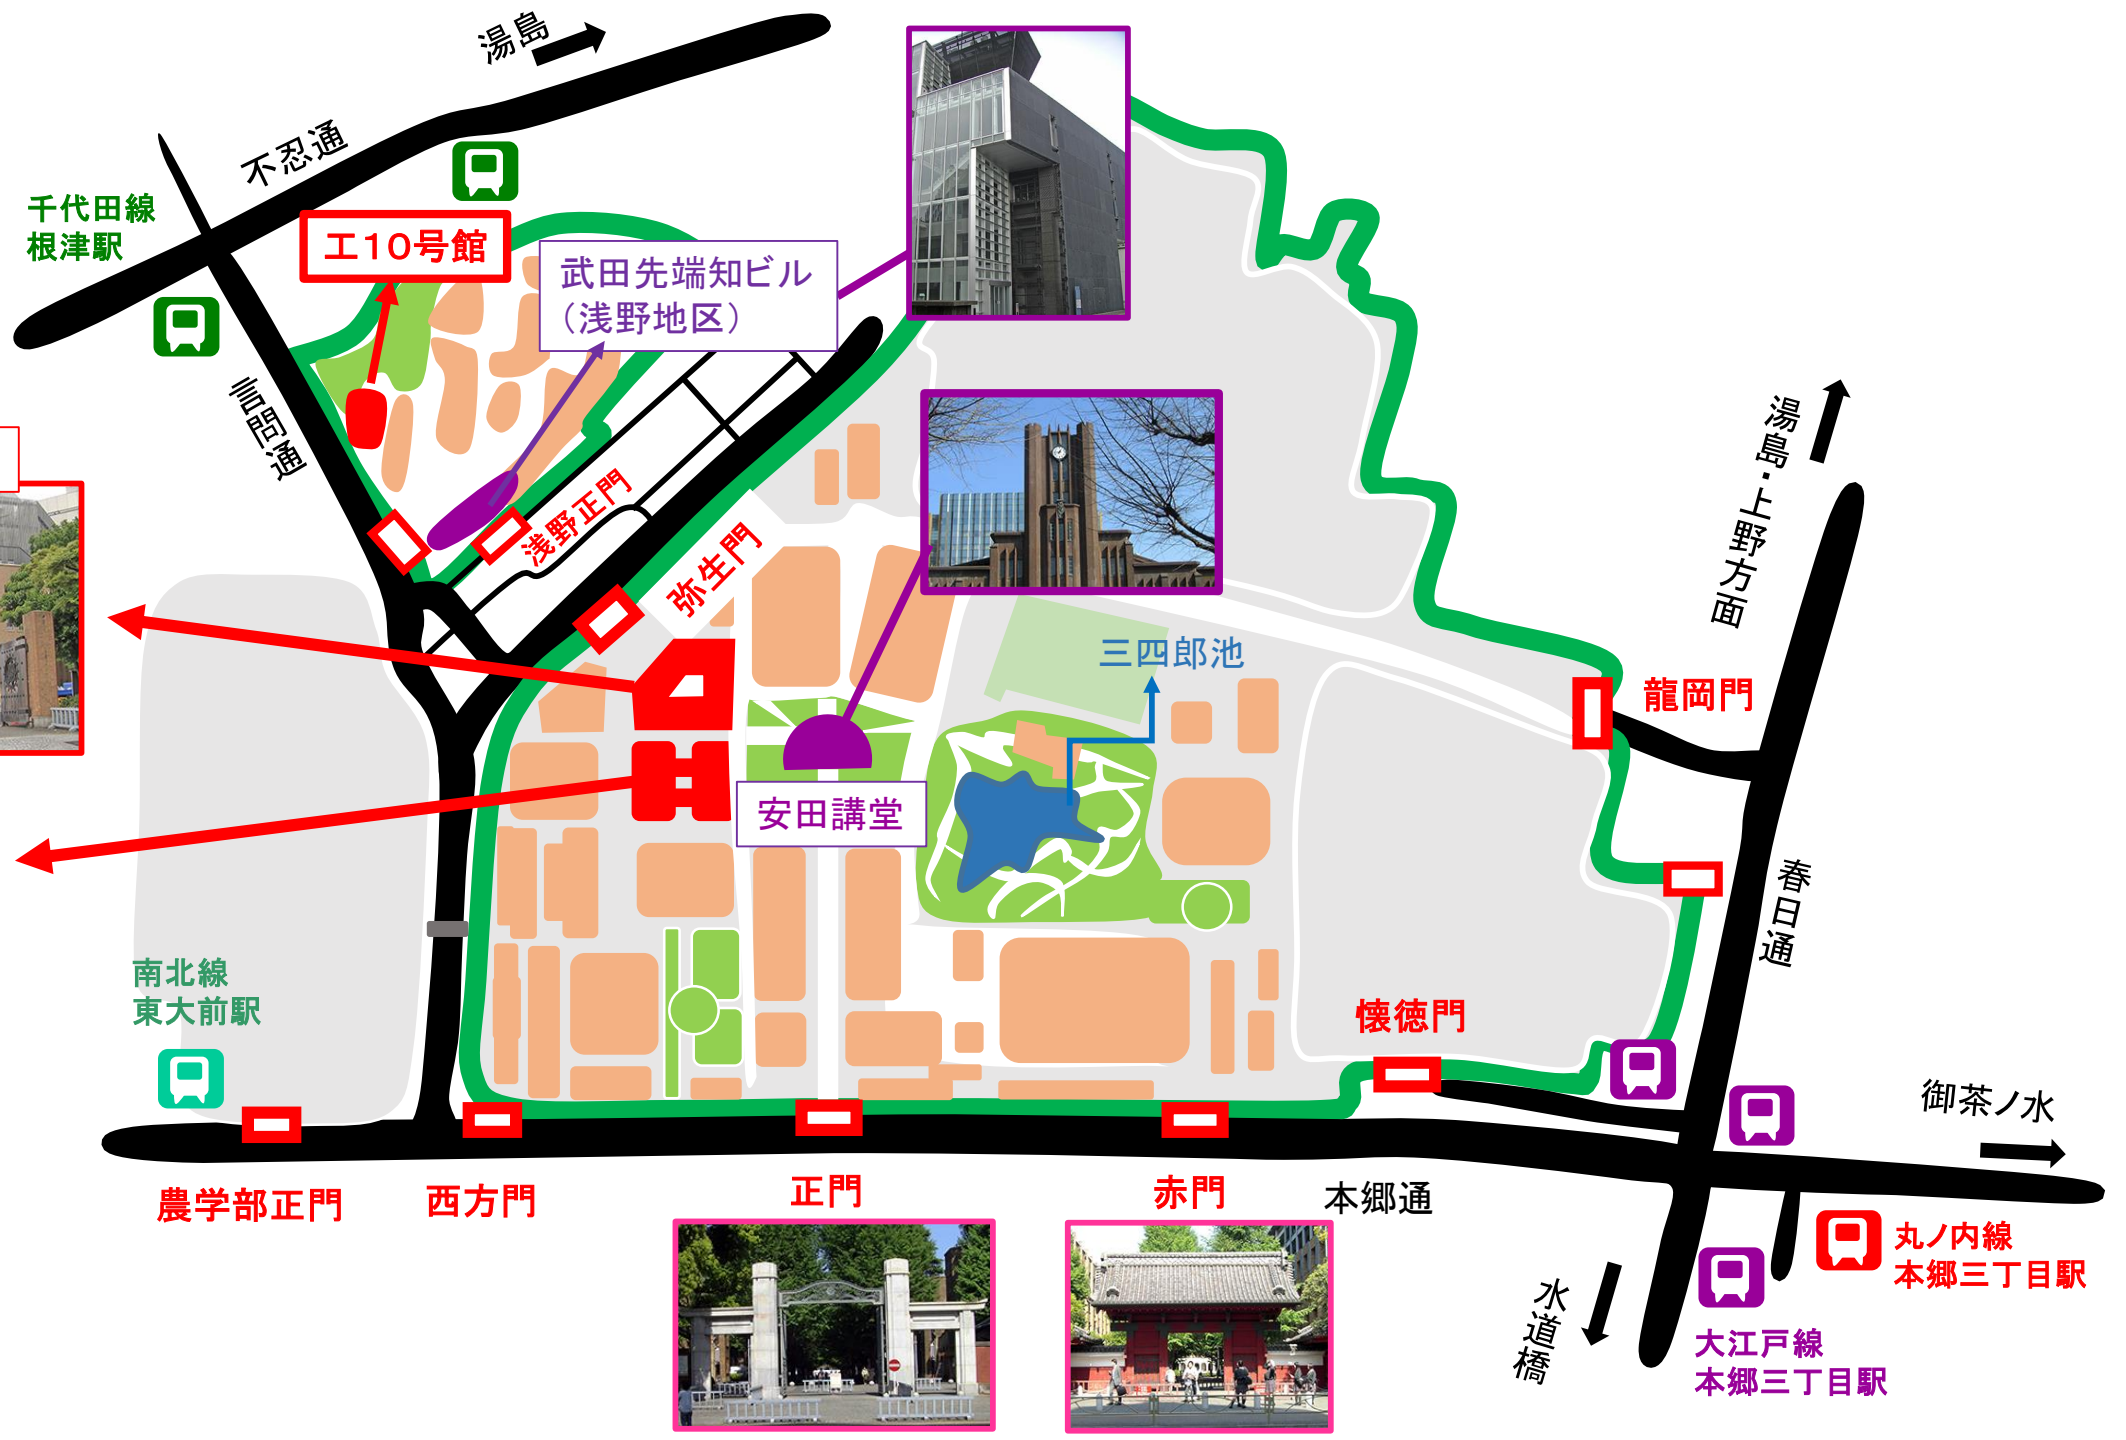 湯島
不忍通
千代田線
根津駅
工10号館
武田先端知ビル
（浅野地区）
言問通
浅野正門
弥生門
湯島・上野方面
三四郎池
龍岡門
安田講堂
春日通
南北線
東大前駅
懐徳門
御茶ノ水
農学部正門
西方門
正門
赤門
本郷通
丸ノ内線
本郷三丁目駅
水道橋
大江戸線
本郷三丁目駅